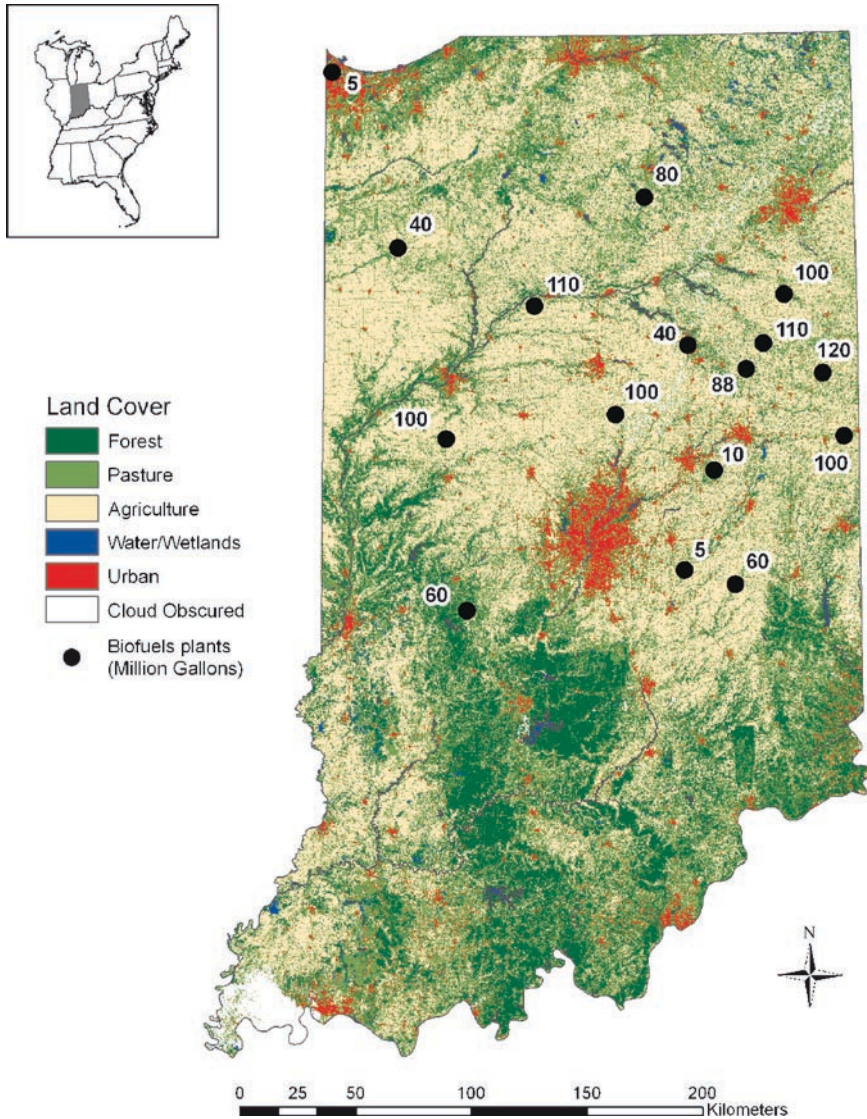 5
80
40
110
100
40
110
120
88
100
100
100
10
5
60
60
Land Cover
Forest
Pasture
Agriculture
Water/Wetlands
Urban
Cloud Obscured
Biofuels plants
(Million Gallons)
N
0 25 50 100 150 200
Kilometers